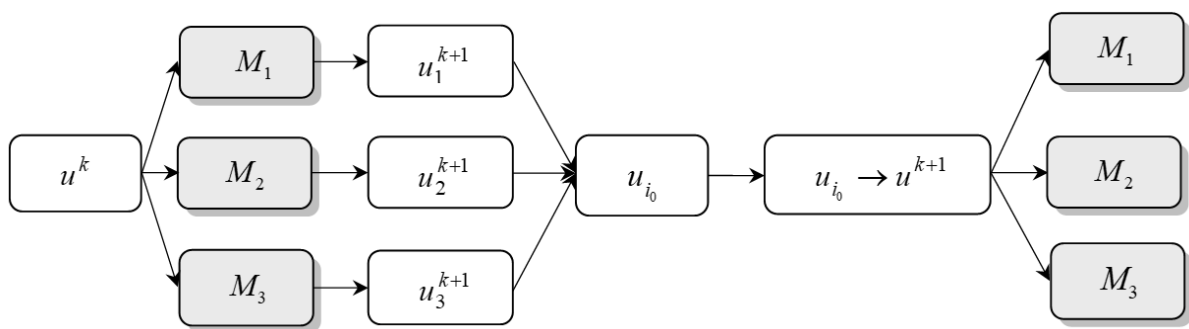 u^k
M_1
M_2
M_3
u_1^{k+1}
u_2^{k+1}
u_3^{k+1}
u_{i_0}
u_{i_0} → u^{k+1}
M_1
M_2
M_3